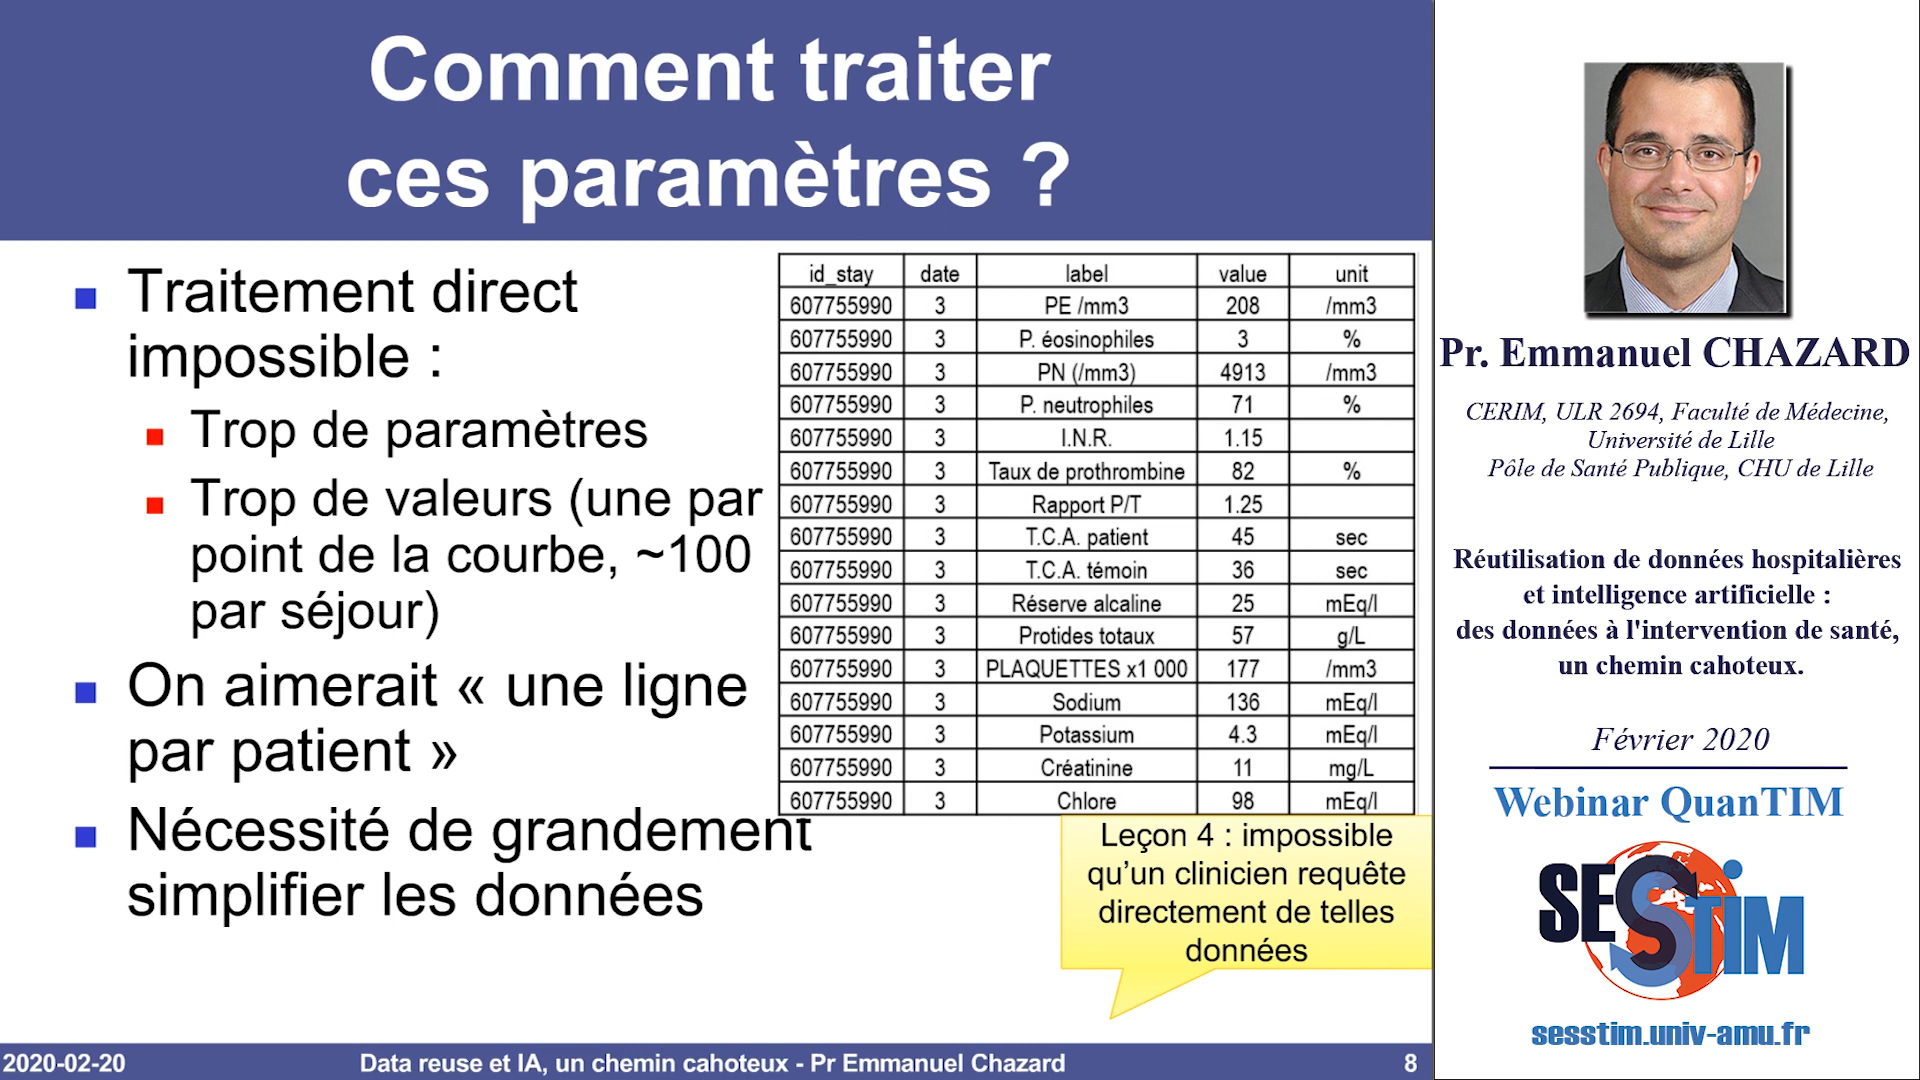 Comment traiter
ces paramètres ?
Traitement direct
impossible :
Trop de paramètres
Trop de valeurs (une par
point de la courbe, ~100
par séjour)
On aimerait « une ligne
par patient »
Nécessité de grandement
simplifier les données
id_stay date label value unit
607755990 3 PE /mm3 208 /mm3
607755990 3 P. éosinophiles 3 %
607755990 3 PN (/mm3) 4913 /mm3
607755990 3 P. neutrophiles 71 %
607755990 3 I.N.R. 1.15
607755990 3 Taux de prothrombine 82 %
607755990 3 Rapport P/T 1.25
607755990 3 T.C.A. patient 45 sec
607755990 3 T.C.A. témoin 36 sec
607755990 3 Réserve alcaline 25 mEq/l
607755990 3 Protides totaux 57 g/L
607755990 3 PLAQUETTES x1 000 177 /mm3
607755990 3 Sodium 136 mEq/l
607755990 3 Potassium 4.3 mEq/l
607755990 3 Créatinine 11 mg/L
607755990 3 Chlore 98 mEq/l
Leçon 4 : impossible
qu’un clinicien requête
directement de telles
données
2020-02-20 Data reuse et IA, un chemin cahoteux - Pr Emmanuel Chazard 8
Pr. Emmanuel CHAZARD
CERIM, ULR 2694, Faculté de Médecine,
Université de Lille
Pôle de Santé Publique, CHU de Lille
Réutilisation de données hospitalières
et intelligence artificielle :
des données à l'intervention de santé,
un chemin cahoteux.
Février 2020
Webinar QuanTIM
SESSTIM
sesstim.univ-amu.fr